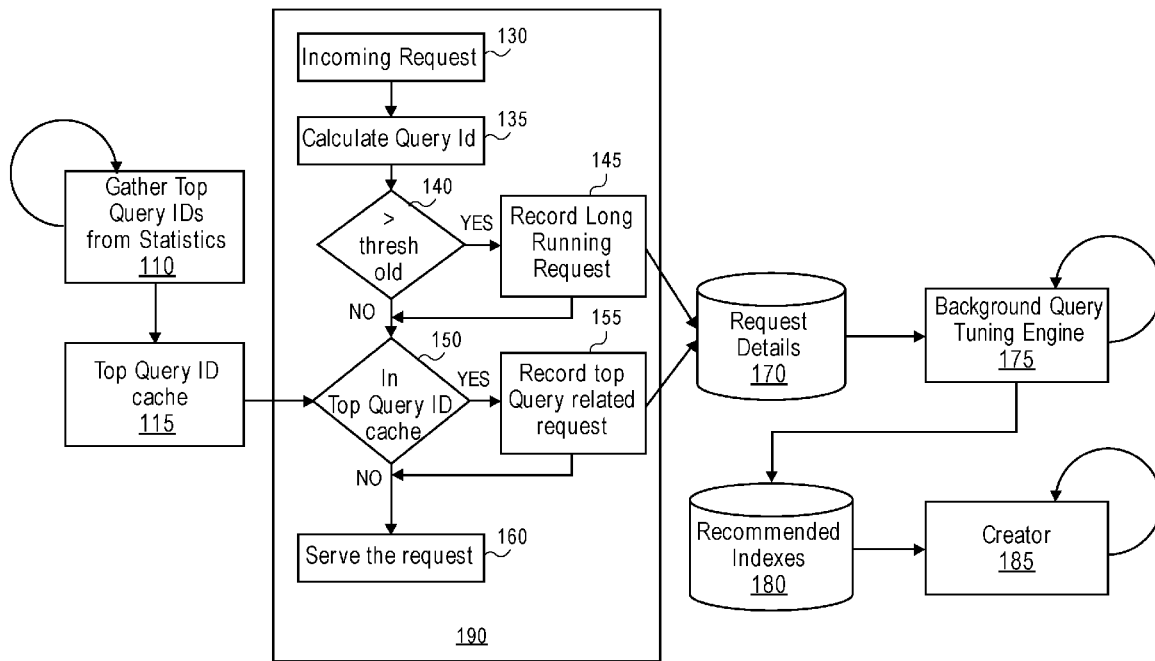 Gather Top
Query IDs
from Statistics
110
Top Query ID
cache
115
Incoming Request
130
Calculate Query Id
135
140
>
thresh
old
YES
NO
145
Record Long
Running
Request
150
In
Top Query ID
cache
YES
NO
155
Record top
Query related
request
Serve the request
160
190
Request
Details
170
Background Query
Tuning Engine
175
Recommended
Indexes
180
Creator
185